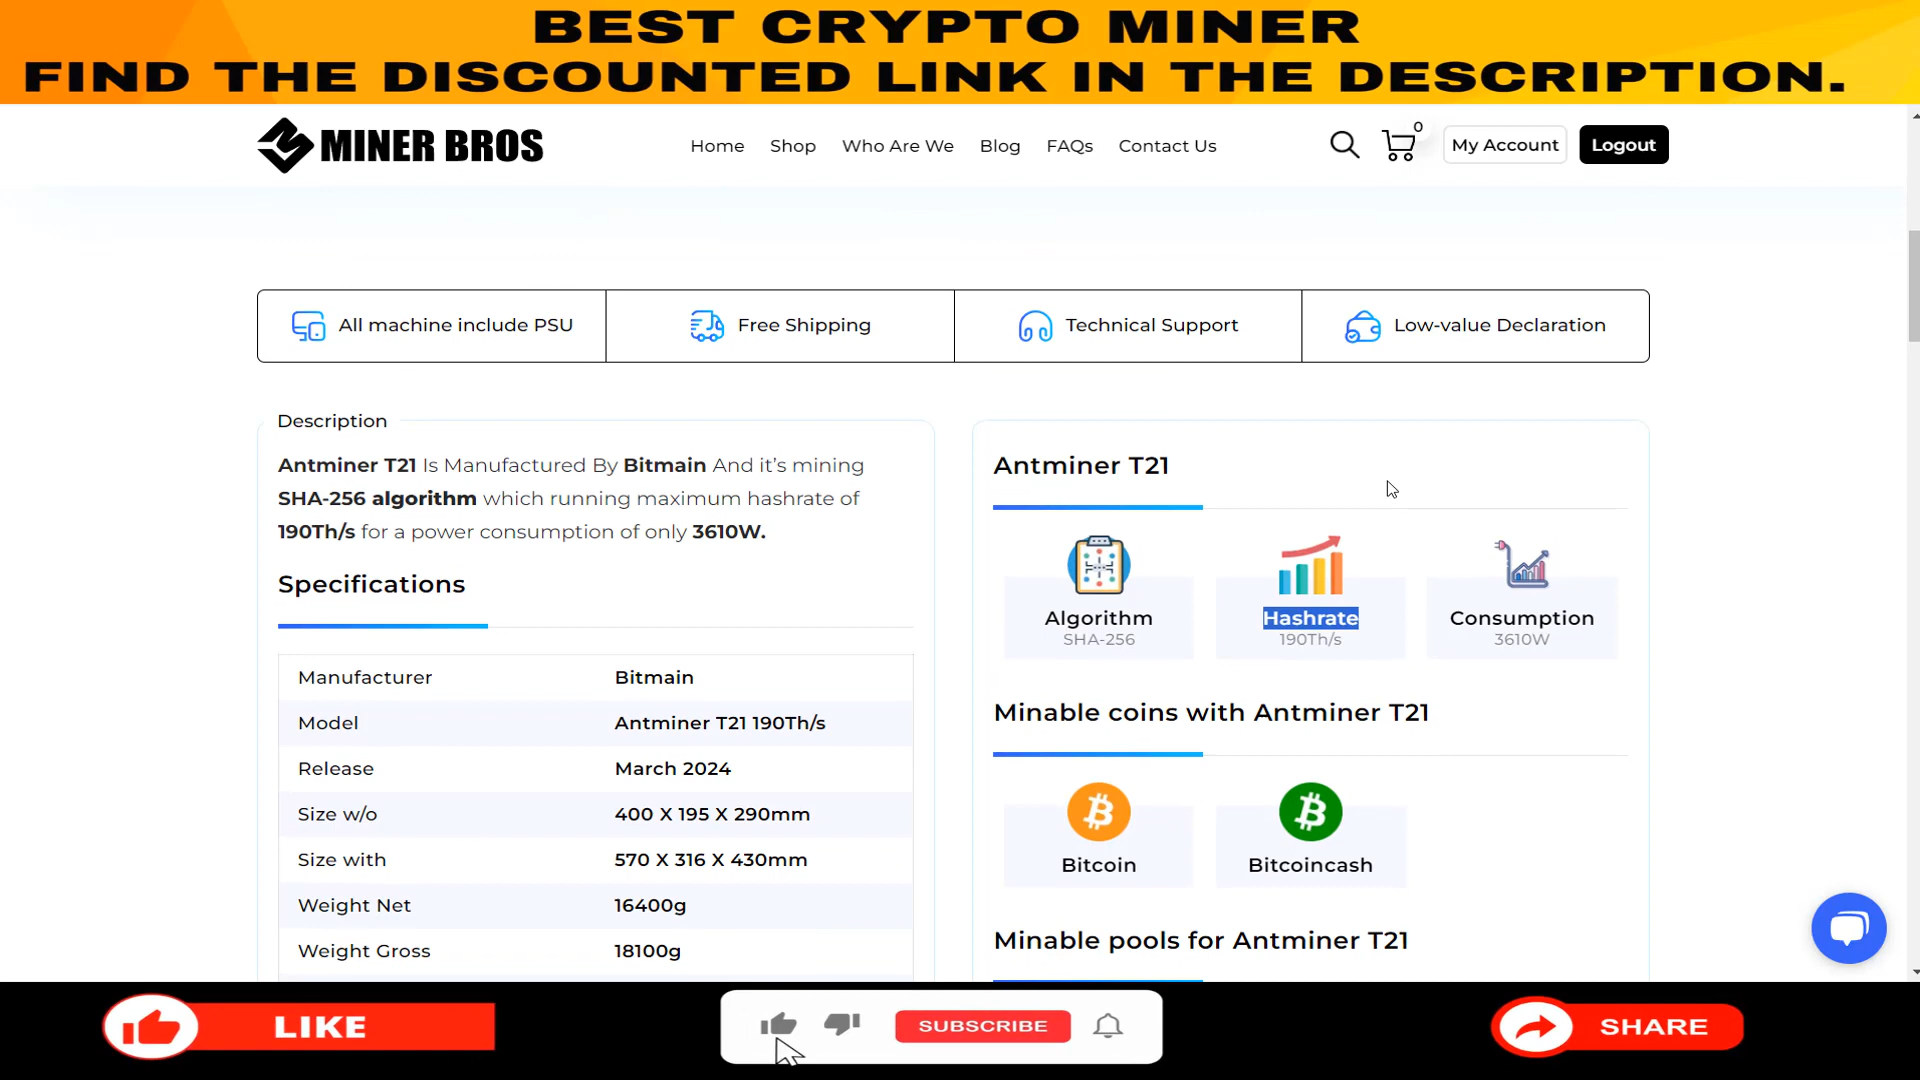 BEST CRYPTO MINER
FIND THE DISCOUNTED LINK IN THE DESCRIPTION.
MINER BROS
Home Shop Who Are We Blog FAQs Contact Us
0
My Account
Logout
All machine include PSU
Free Shipping
Technical Support
Low-value Declaration
Description
Antminer T21 Is Manufactured By Bitmain And it's mining
SHA-256 algorithm which running maximum hashrate of
190Th/s for a power consumption of only 3610W.
Specifications
Manufacturer Bitmain
Model Antminer T21 190Th/s
Release March 2024
Size w/o 400 X 195 X 290mm
Size with 570 X 316 X 430mm
Weight Net 16400g
Weight Gross 18100g
Antminer T21
Algorithm
SHA-256
Hashrate
190Th/s
Consumption
3610W
Minable coins with Antminer T21
Bitcoin
Bitcoincash
Minable pools for Antminer T21
LIKE
SUBSCRIBE
SHARE